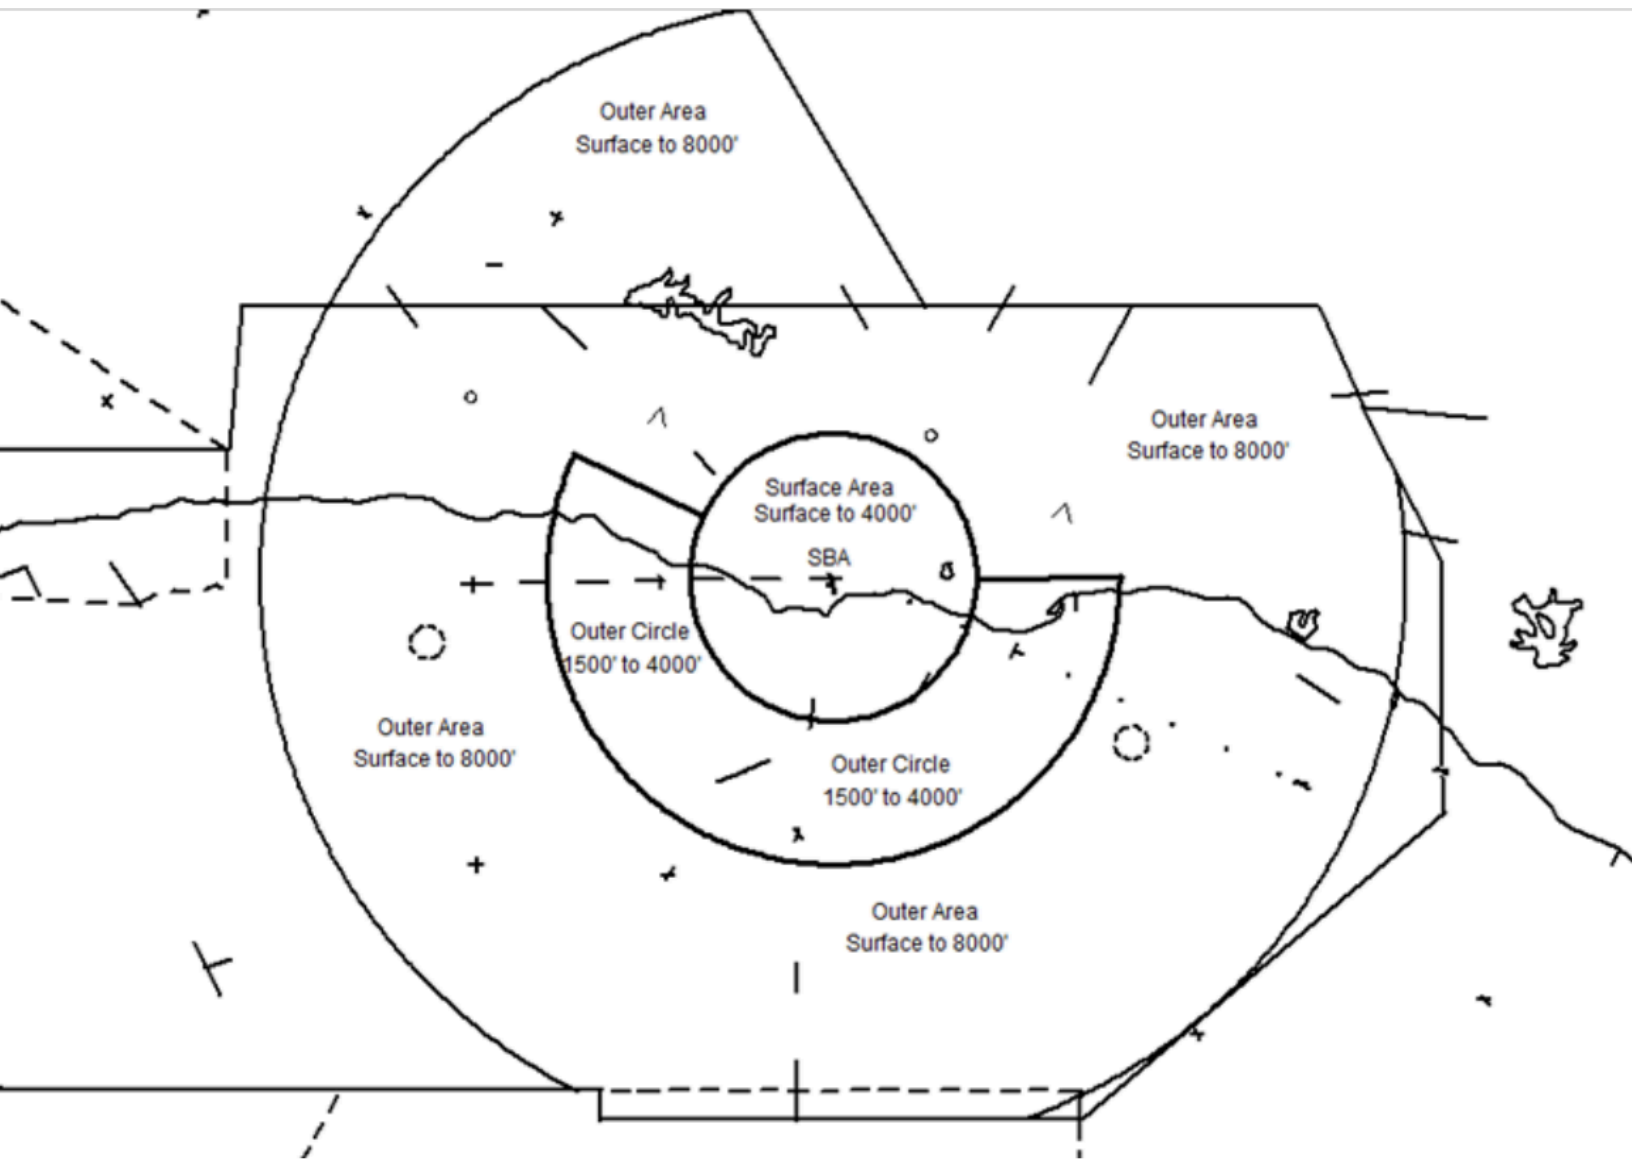 Outer Area
Surface to 8000'
Outer Area
Surface to 8000'
Surface Area
Surface to 4000'
SBA
Outer Circle
1500' to 4000'
Outer Area
Surface to 8000'
Outer Circle
1500' to 4000'
Outer Area
Surface to 8000'